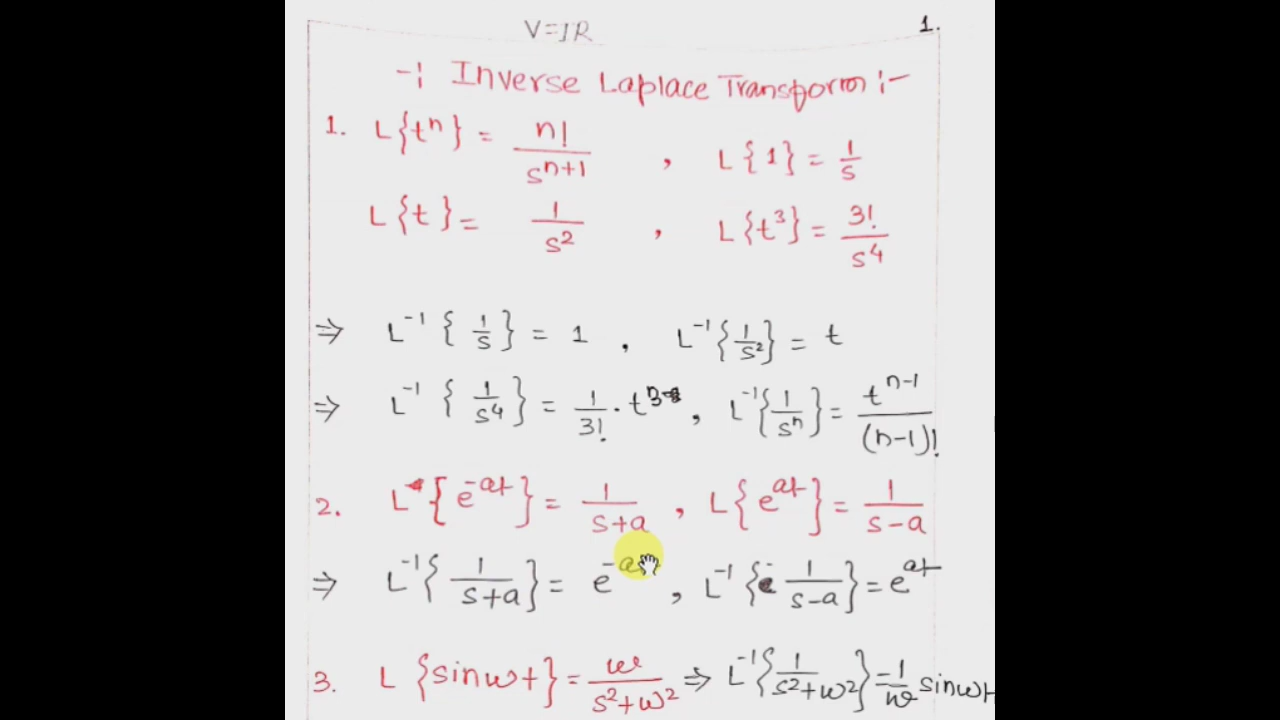 V=IR 1.
-: Inverse Laplace Transform :-
1. L{tⁿ} = n!/sⁿ⁺¹ , L{1} = 1/s
L{t} = 1/s² , L{t³} = 3!/s⁴
⇒ L⁻¹{1/s} = 1 , L⁻¹{1/s²} = t
⇒ L⁻¹{1/s⁴} = 1/3! · t³ , L⁻¹{1/sⁿ} = tⁿ⁻¹/(n-1)!
2. L{e⁻ᵃᵗ} = 1/(s+a) , L{eᵃᵗ} = 1/(s-a)
⇒ L⁻¹{1/(s+a)} = e⁻ᵃᵗ , L⁻¹{1/(s-a)} = eᵃᵗ
3. L{sinωt} = ω/(s²+ω²) ⇒ L⁻¹{1/(s²+ω²)} = 1/ω sinωt